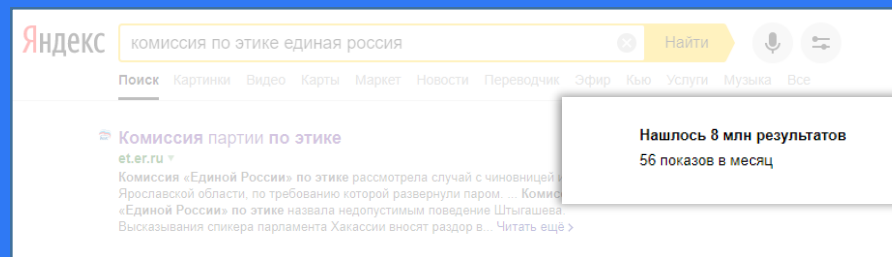 Яндекс
комиссия по этике единая россия
Найти
Поиск Картинки Видео Карты Маркет Новости Переводчик Эфир Кью Услуги Музыка Все
Нашлось 8 млн результатов
56 показов в месяц
Комиссия партии по этике
et.er.ru
Комиссия «Единой России» по этике рассмотрела случай с чиновницей и
Ярославской области, по требованию которой развернули паром. ... Комисс
«Единой России» по этике назвала недопустимым поведение Штыгашева.
Высказывания спикера парламента Хакассии вносят раздор в... Читать ещё >